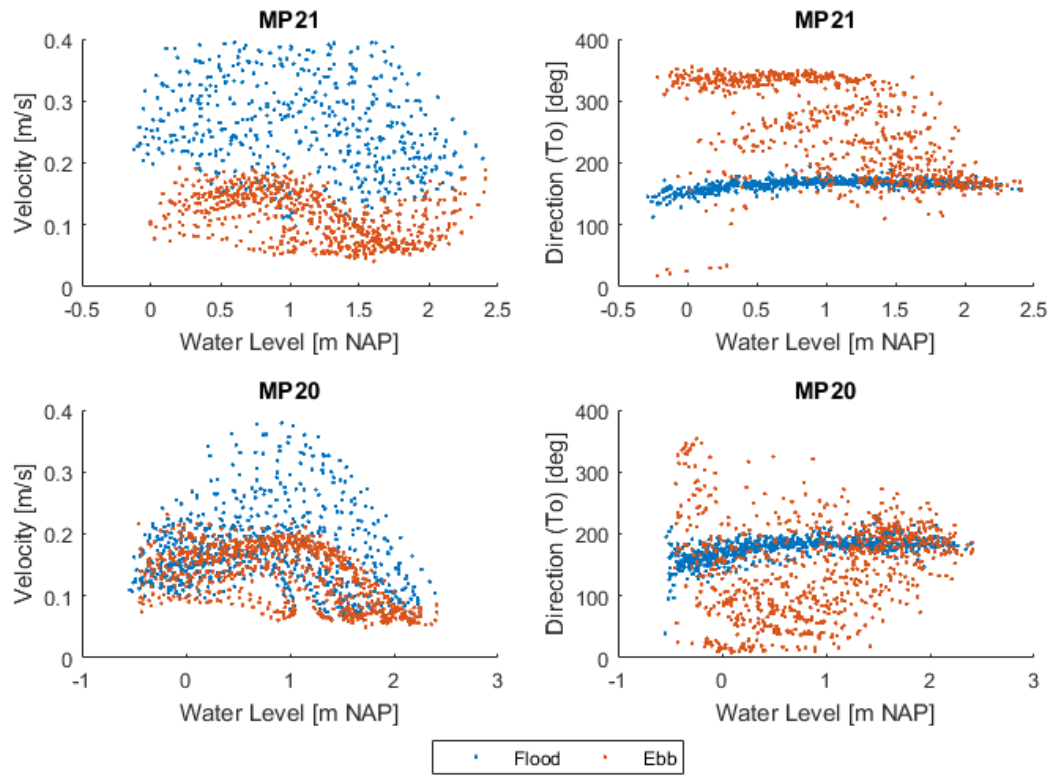 MP21
0.4
0.3
0.2
0.1
0
Velocity [m/s]
-0.5 0 0.5 1 1.5 2 2.5
Water Level [m NAP]
MP21
400
300
200
100
0
Direction (To) [deg]
-0.5 0 0.5 1 1.5 2 2.5
Water Level [m NAP]
MP20
0.4
0.3
0.2
0.1
0
Velocity [m/s]
-1 0 1 2 3
Water Level [m NAP]
MP20
400
300
200
100
0
Direction (To) [deg]
-1 0 1 2 3
Water Level [m NAP]
Flood Ebb